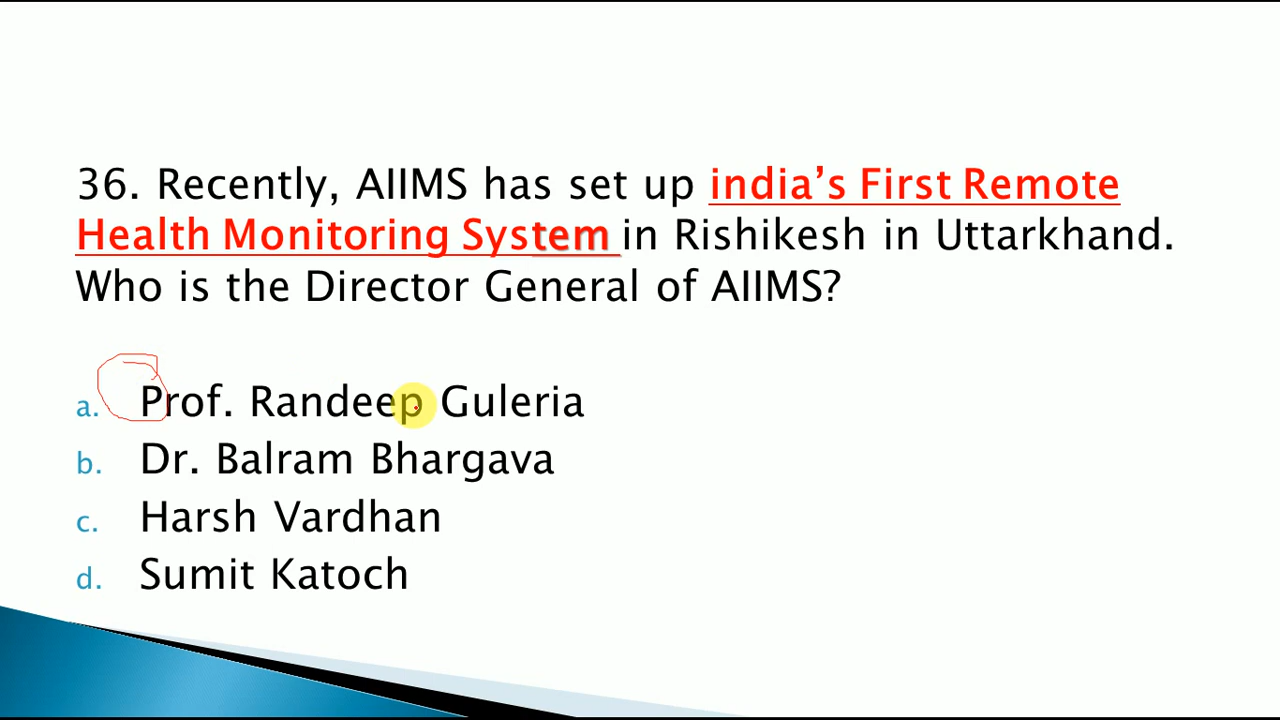 36. Recently, AIIMS has set up india’s First Remote
Health Monitoring System in Rishikesh in Uttarkhand.
Who is the Director General of AIIMS?
a. Prof. Randeep Guleria
b. Dr. Balram Bhargava
c. Harsh Vardhan
d. Sumit Katoch